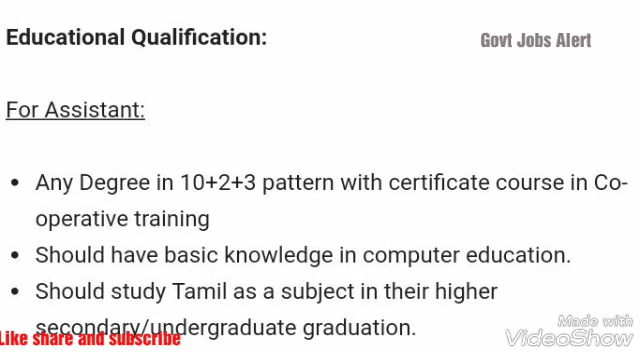 Educational Qualification:
Govt Jobs Alert
For Assistant:
• Any Degree in 10+2+3 pattern with certificate course in Co-
operative training
• Should have basic knowledge in computer education.
• Should study Tamil as a subject in their higher
secondary/undergraduate graduation.
Like share and subscribe
Made with
VideoShow